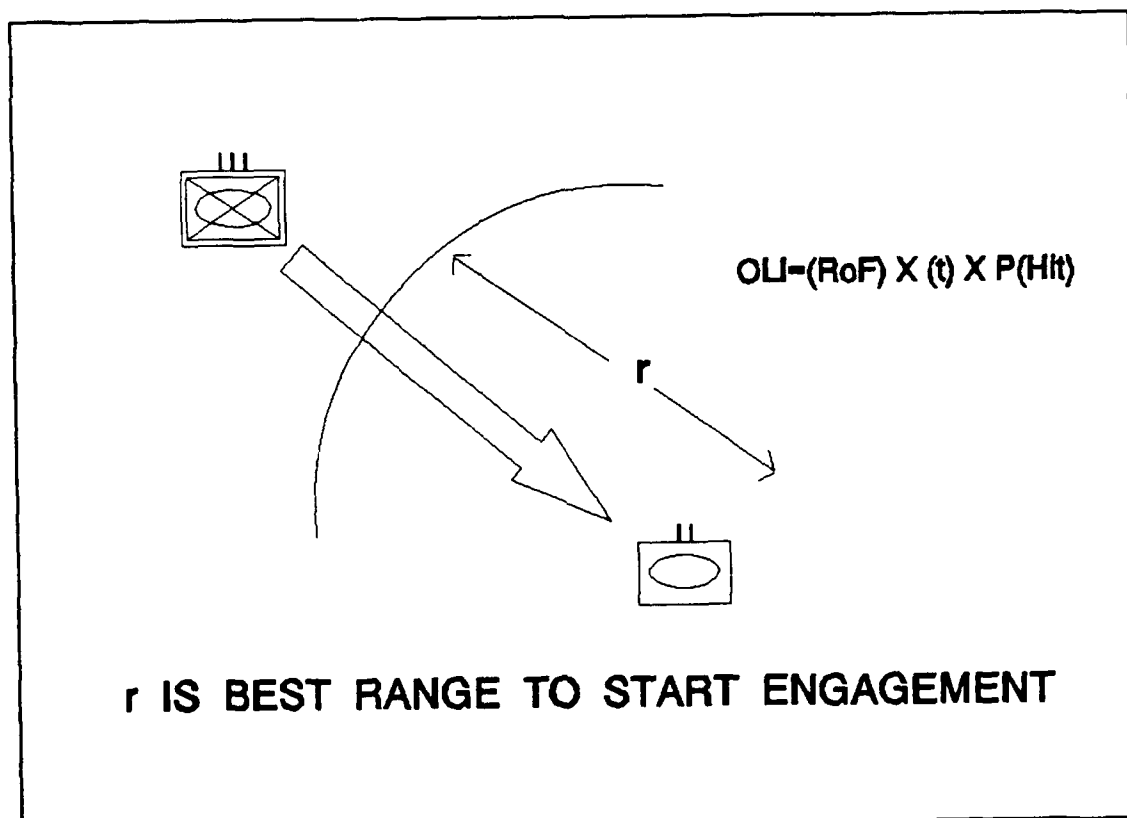 OLI=(RoF) X (t) X P(Hit)
r
r IS BEST RANGE TO START ENGAGEMENT